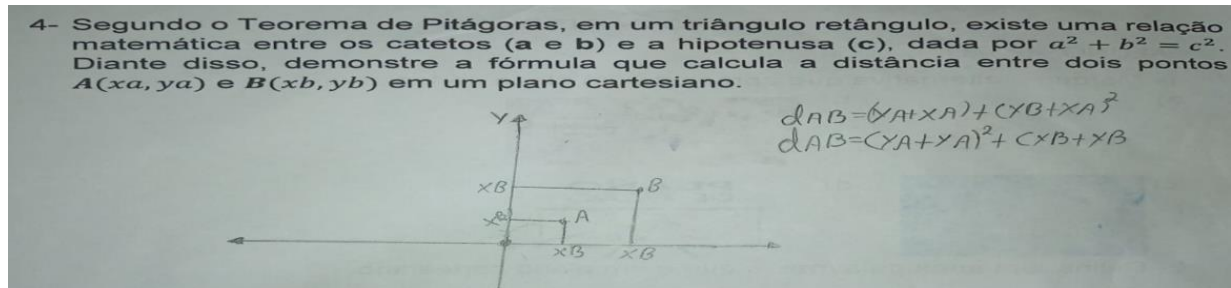 4- Segundo o Teorema de Pitágoras, em um triângulo retângulo, existe uma relação
matemática entre os catetos (a e b) e a hipotenusa (c), dada por a² + b² = c².
Diante disso, demonstre a fórmula que calcula a distância entre dois pontos
A(xa, ya) e B(xb, yb) em um plano cartesiano.
dAB=(YA+XA)+(YB+XA)²
dAB=(YA+YA)²+(XB+XB
Y
XB
B
A
XB
XB